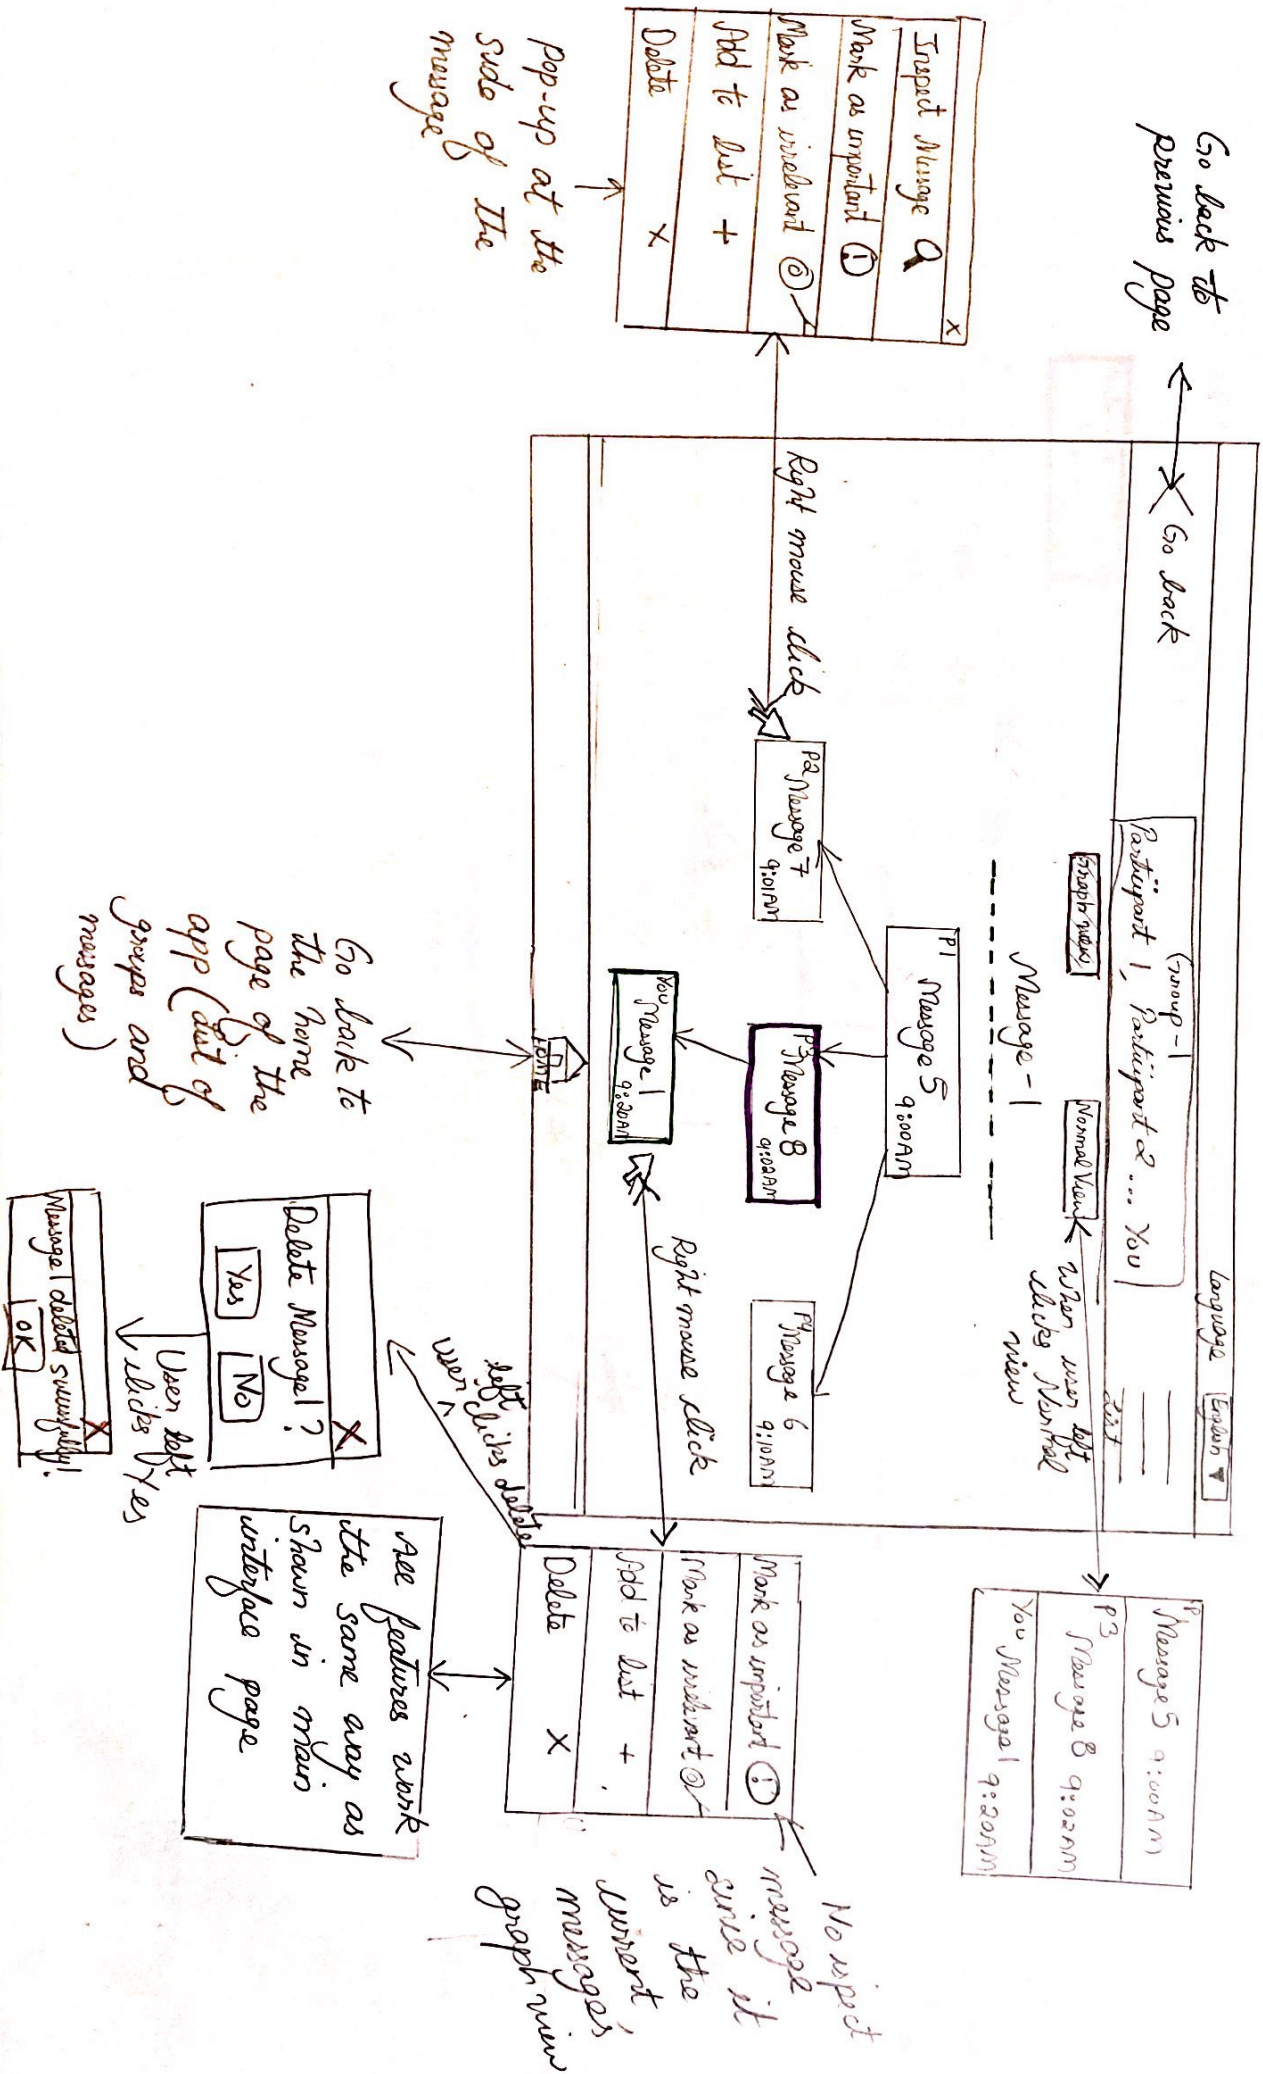 Language English ▼
Go back to
previous page
Go back
Group-1
Participant 1, Participant 2... You
List
Graph view
Normal View
when user left
clicks Normal
view
P1
Message 5 9:00AM
P3
Message 8 9:02AM
You Message 1 9:20AM
Message-1
P1
Message 5
9:00AM
P2
Message 7
9:01AM
P3
Message 8
9:02AM
P4
Message 6
9:10AM
You
Message 1
9:20AM
Right mouse click
Right mouse click
X
Inspect Message
Mark as important !
Mark as irrelevant
Add to list +
Delete X
Pop-up at the
side of the
message
Mark as important !
Mark as irrelevant
Add to list +
Delete X
No ispect
message
since it
is the
current
messages'
graph view
HOME
Go back to
the home
page of the
app (list of
groups and
messages)
left
user ^ clicks delete
X
Delete Message 1?
Yes No
User left
clicks Yes
X
Message 1 deleted successfully!
OK
All features work
the same way as
shown in main
interface page